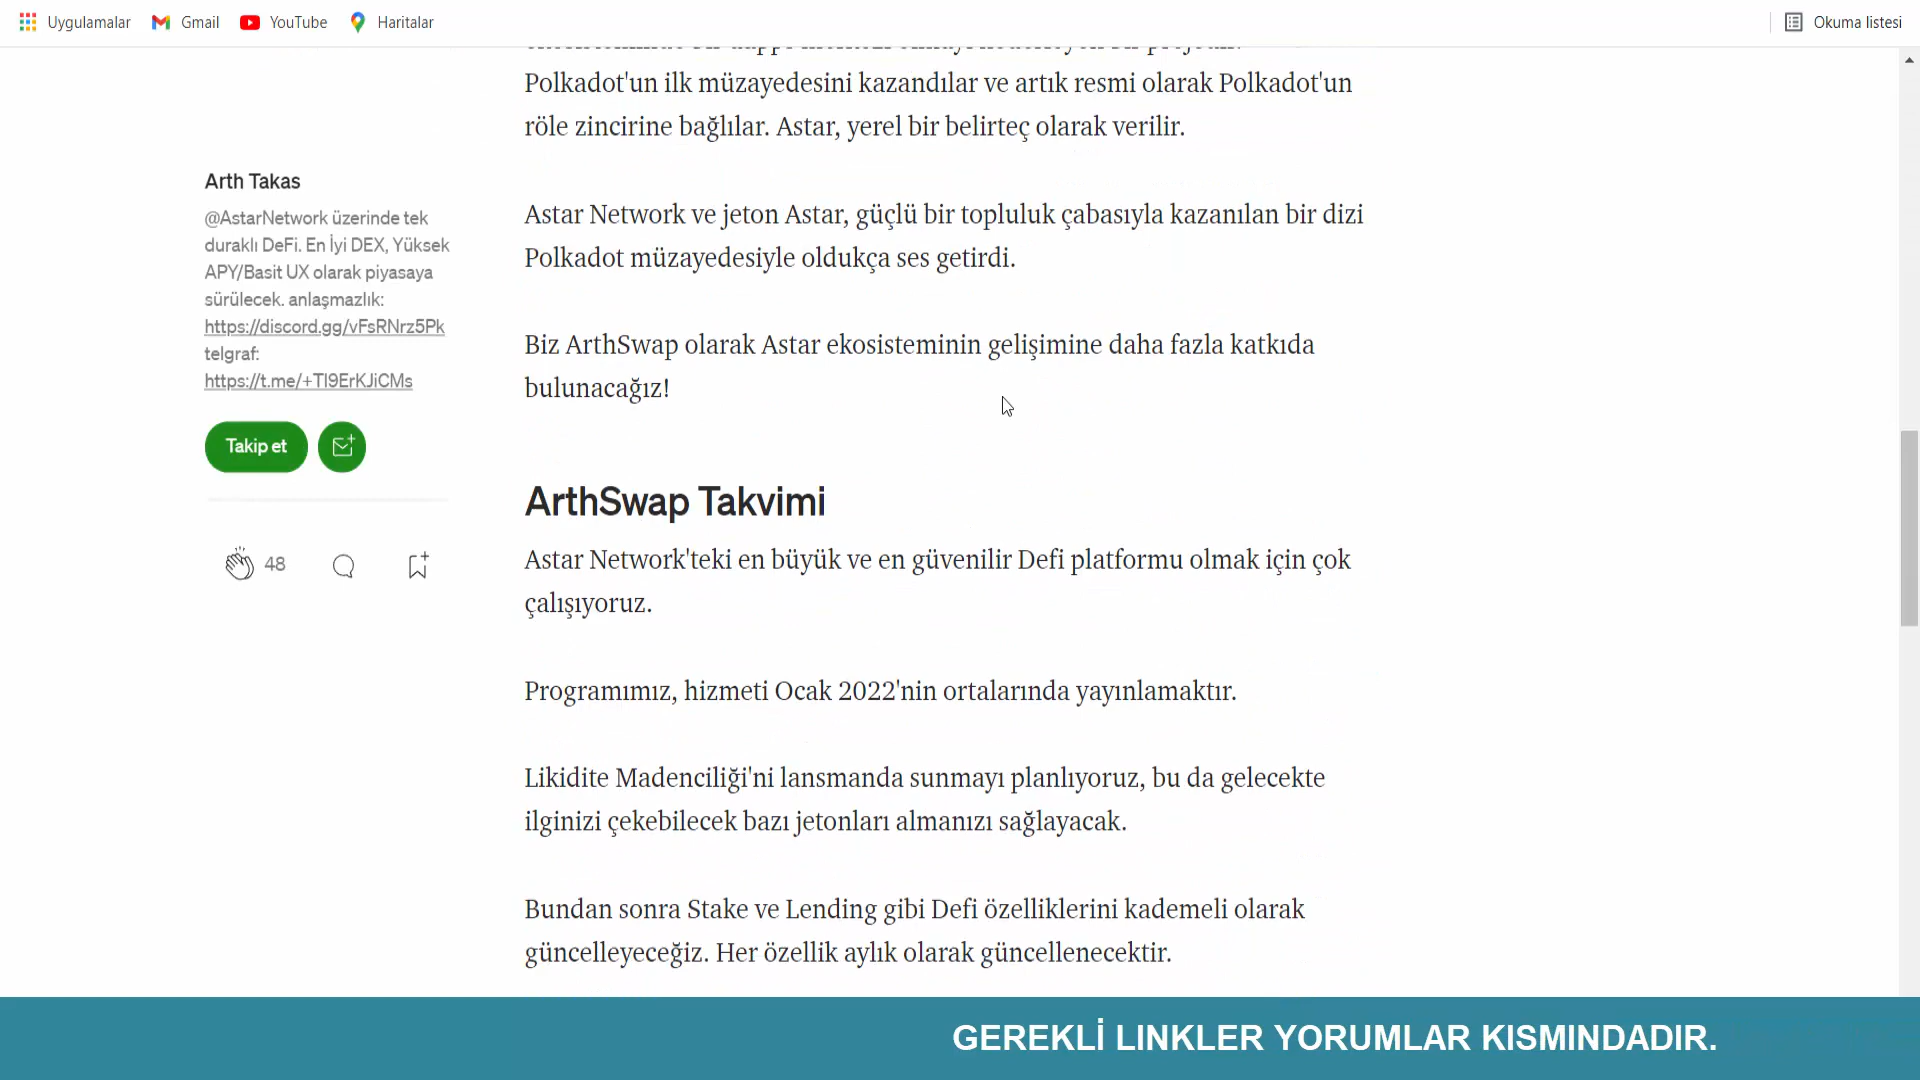 Uygulamalar
Gmail
YouTube
Haritalar
Okuma listesi
Polkadot'un ilk müzayedesini kazandılar ve artık resmi olarak Polkadot'un
röle zincirine bağlılar. Astar, yerel bir belirteç olarak verilir.
Astar Network ve jeton Astar, güçlü bir topluluk çabasıyla kazanılan bir dizi
Polkadot müzayedesiyle oldukça ses getirdi.
Biz ArthSwap olarak Astar ekosisteminin gelişimine daha fazla katkıda
bulunacağız!
ArthSwap Takvimi
Astar Network'teki en büyük ve en güvenilir Defi platformu olmak için çok
çalışıyoruz.
Programımız, hizmeti Ocak 2022'nin ortalarında yayınlamaktır.
Likidite Madenciliği'ni lansmanda sunmayı planlıyoruz, bu da gelecekte
ilginizi çekebilecek bazı jetonları almanızı sağlayacak.
Bundan sonra Stake ve Lending gibi Defi özelliklerini kademeli olarak
güncelleyeceğiz. Her özellik aylık olarak güncellenecektir.
Arth Takas
@AstarNetwork üzerinde tek
duraklı DeFi. En İyi DEX, Yüksek
APY/Basit UX olarak piyasaya
sürülecek. anlaşmazlık:
https://discord.gg/vFsRNrz5Pk
telgraf:
https://t.me/+TI9ErKJiCMs
Takip et
48
GEREKLİ LINKLER YORUMLAR KISMINDADIR.